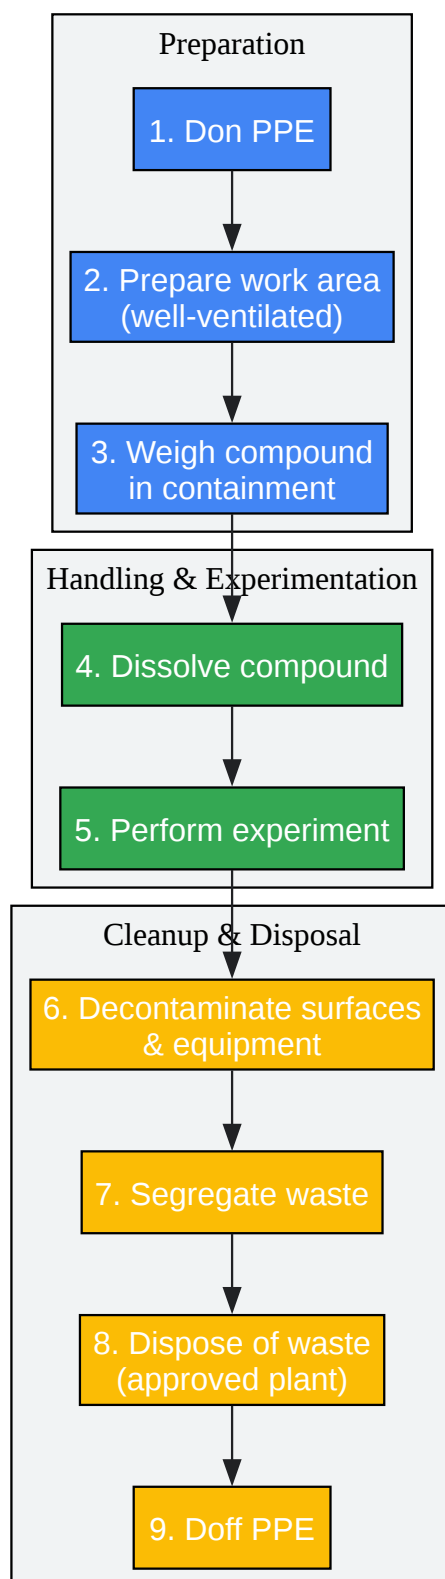 Preparation
1. Don PPE
2. Prepare work area
(well-ventilated)
3. Weigh compound
in containment
Handling & Experimentation
4. Dissolve compound
5. Perform experiment
Cleanup & Disposal
6. Decontaminate surfaces
& equipment
7. Segregate waste
8. Dispose of waste
(approved plant)
9. Doff PPE